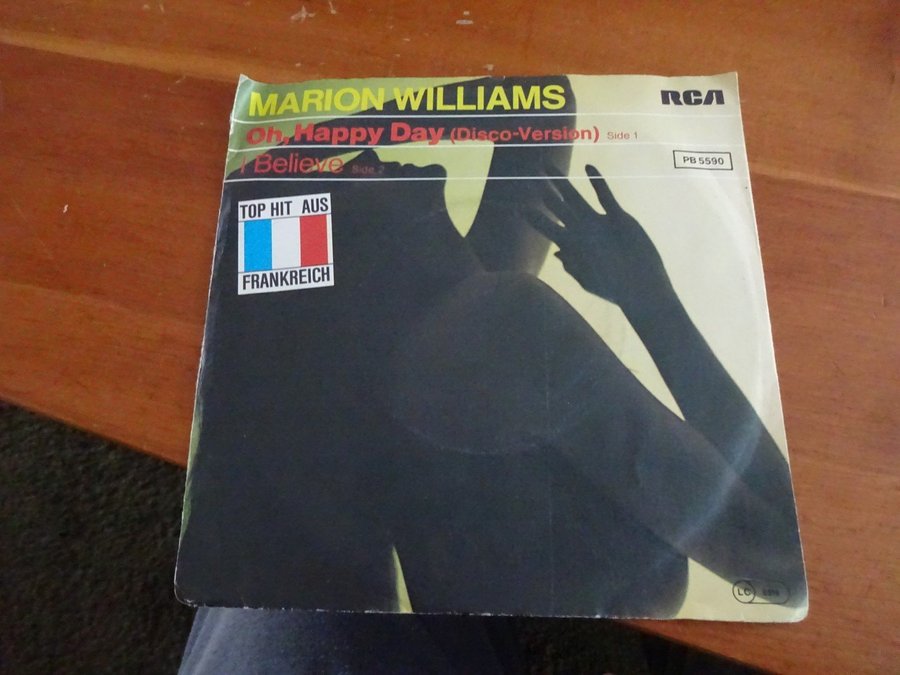 MARION WILLIAMS
RCA
Oh, Happy Day (Disco-Version) Side 1
I Believe Side 2
PB 5590
TOP HIT AUS
FRANKREICH
LC